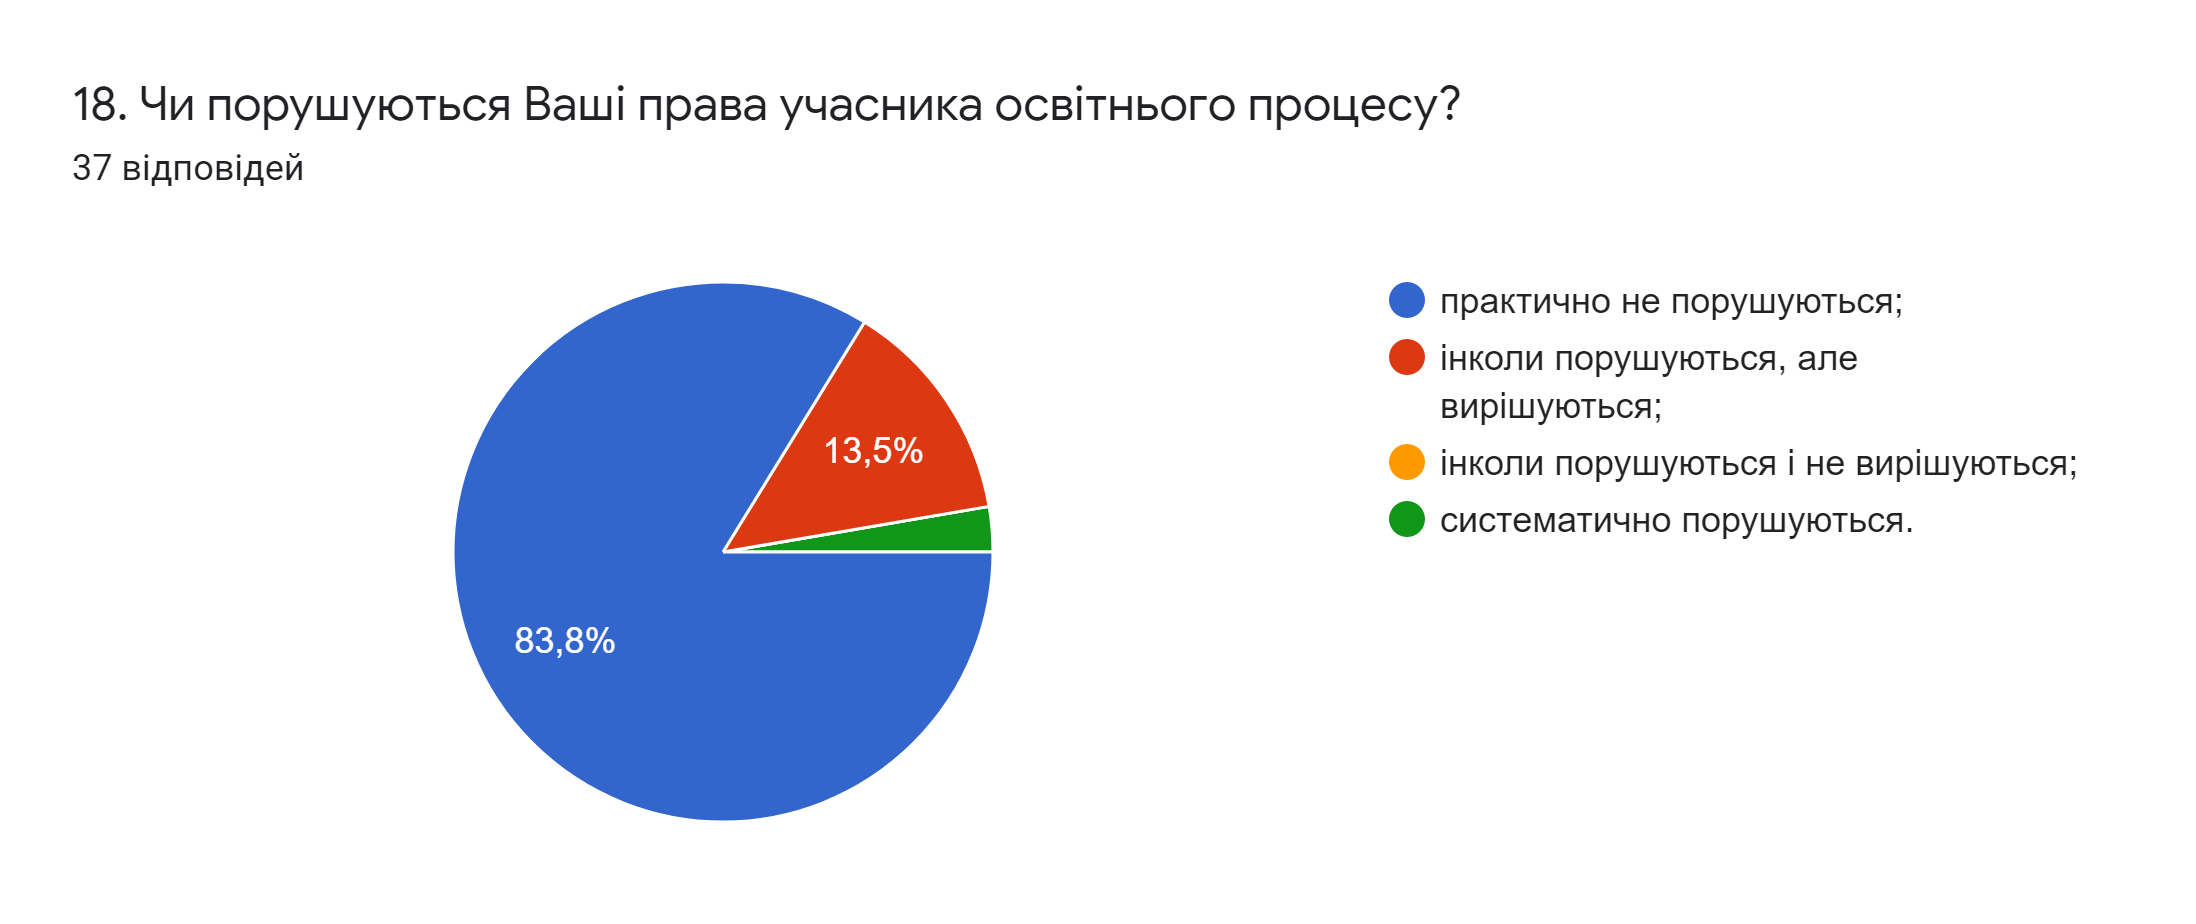 18. Чи порушуються Ваші права учасника освітнього процесу?
37 відповідей
13,5%
83,8%
практично не порушуються;
інколи порушуються, але
вирішуються;
інколи порушуються і не вирішуються;
систематично порушуються.